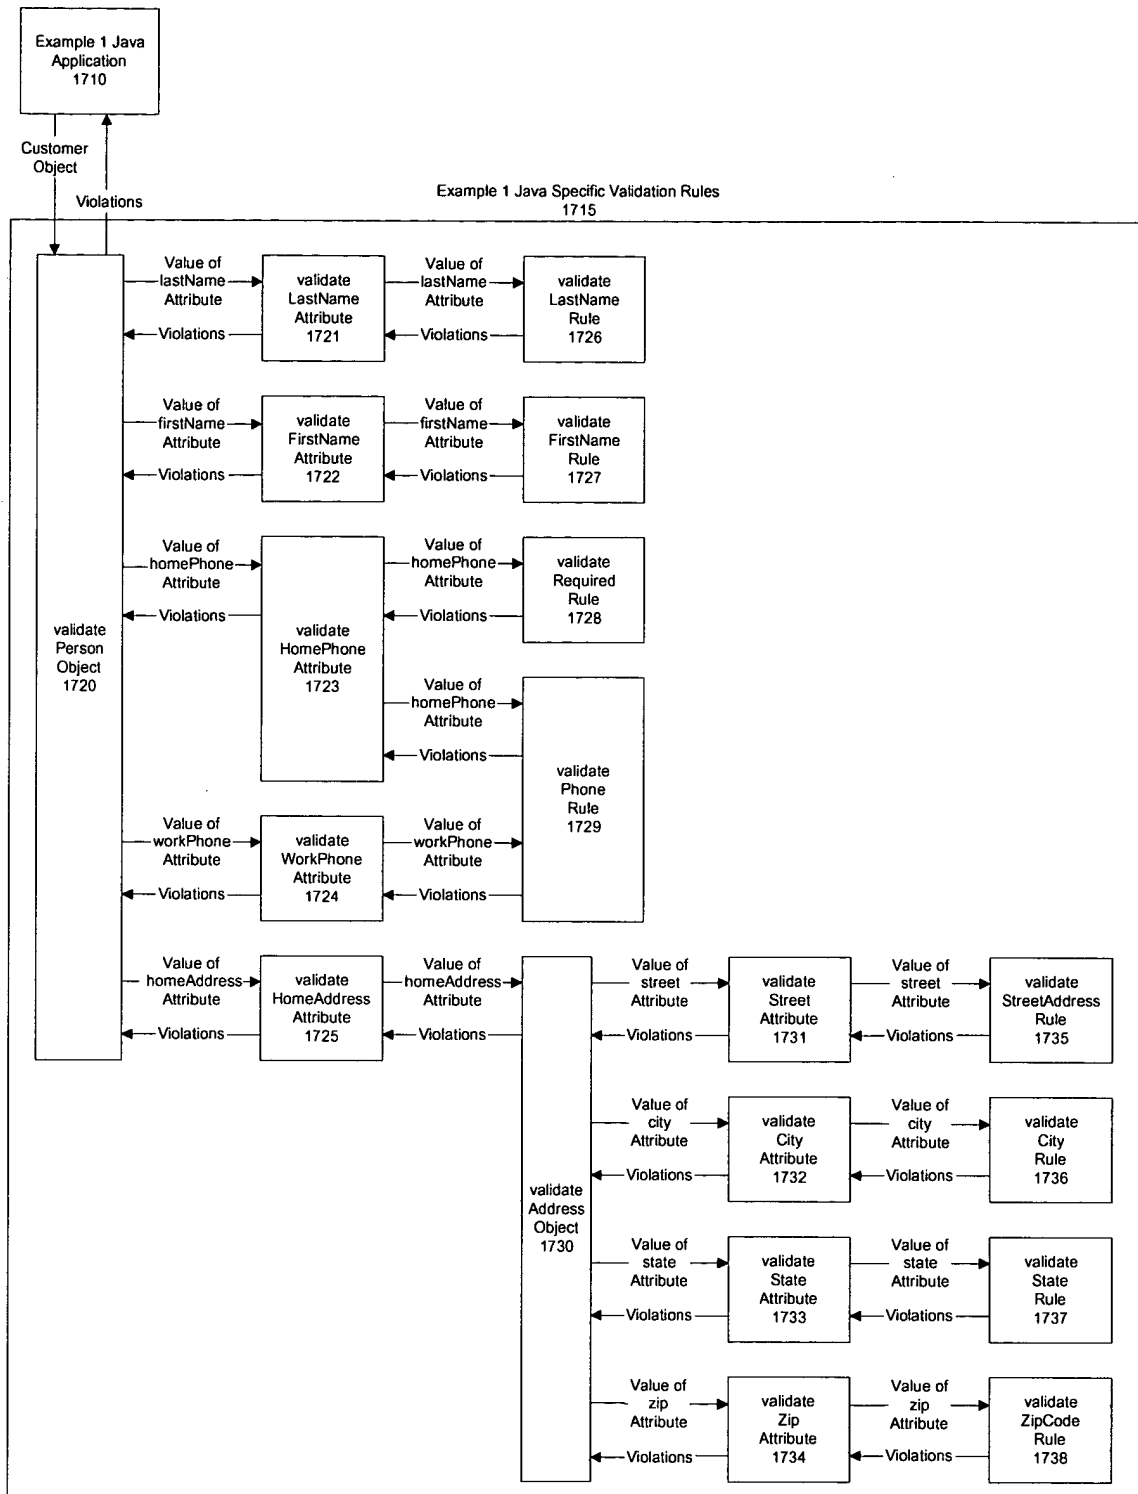 Example 1 Java
Application
1710
Customer
Object
Violations
Example 1 Java Specific Validation Rules
1715
validate
Person
Object
1720
Value of
lastName
Attribute
Violations
validate
LastName
Attribute
1721
Value of
lastName
Attribute
Violations
validate
LastName
Rule
1726
Value of
firstName
Attribute
Violations
validate
FirstName
Attribute
1722
Value of
firstName
Attribute
Violations
validate
FirstName
Rule
1727
Value of
homePhone
Attribute
Violations
validate
HomePhone
Attribute
1723
Value of
homePhone
Attribute
Violations
validate
Required
Rule
1728
Value of
homePhone
Attribute
Violations
validate
Phone
Rule
1729
Value of
workPhone
Attribute
Violations
validate
WorkPhone
Attribute
1724
Value of
workPhone
Attribute
Violations
Value of
homeAddress
Attribute
Violations
validate
HomeAddress
Attribute
1725
Value of
homeAddress
Attribute
Violations
validate
Address
Object
1730
Value of
street
Attribute
Violations
validate
Street
Attribute
1731
Value of
street
Attribute
Violations
validate
StreetAddress
Rule
1735
Value of
city
Attribute
Violations
validate
City
Attribute
1732
Value of
city
Attribute
Violations
validate
City
Rule
1736
Value of
state
Attribute
Violations
validate
State
Attribute
1733
Value of
state
Attribute
Violations
validate
State
Rule
1737
Value of
zip
Attribute
Violations
validate
Zip
Attribute
1734
Value of
zip
Attribute
Violations
validate
ZipCode
Rule
1738